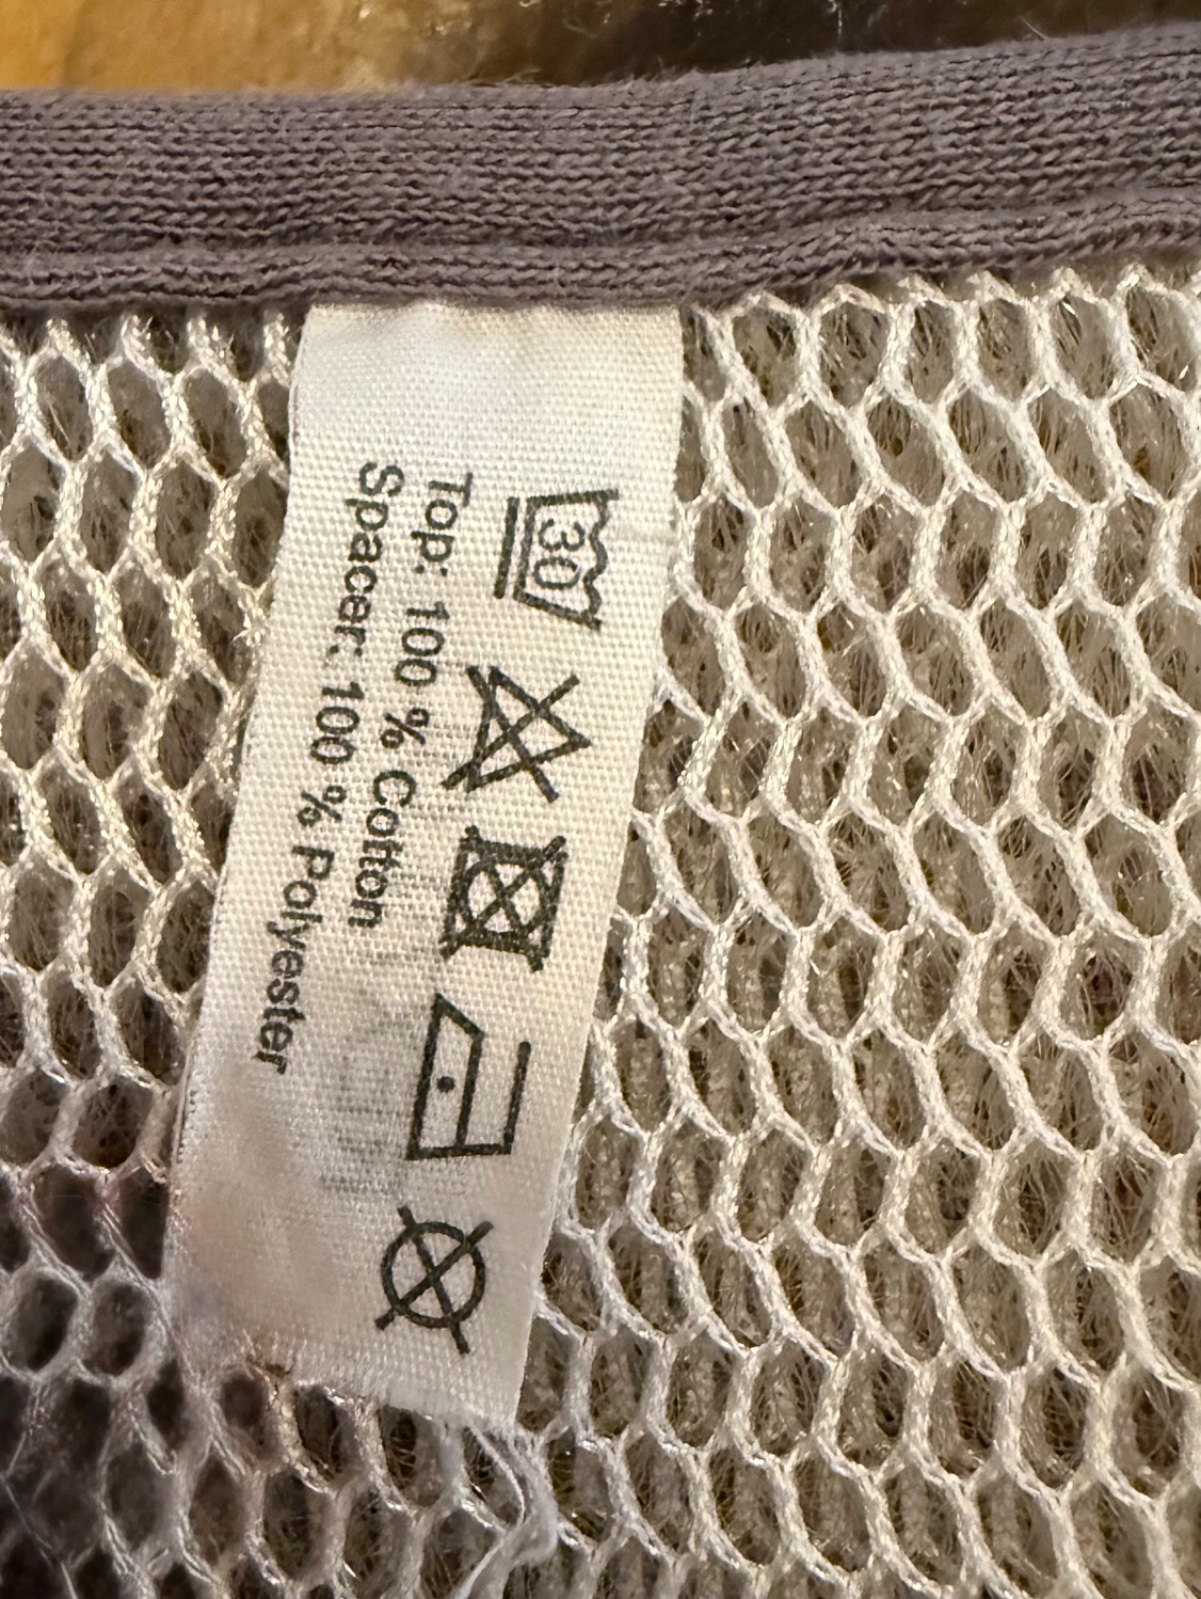 30
Top: 100 % Cotton
Spacer: 100 % Polyester